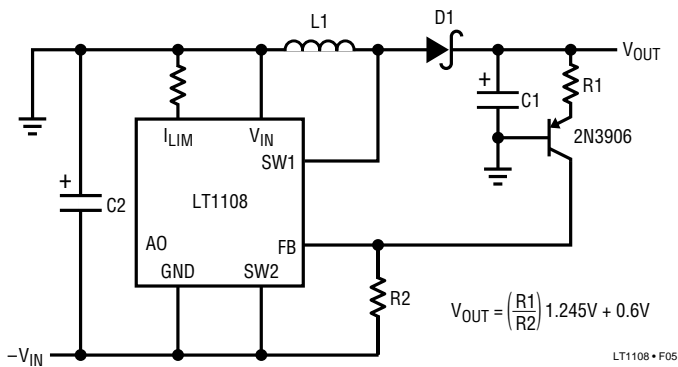 L1
D1
VOUT
+
C1
R1
2N3906
ILIM
VIN
SW1
LT1108
+
C2
AO
FB
GND
SW2
R2
VOUT = (R1/R2) 1.245V + 0.6V
–VIN
LT1108 • F05